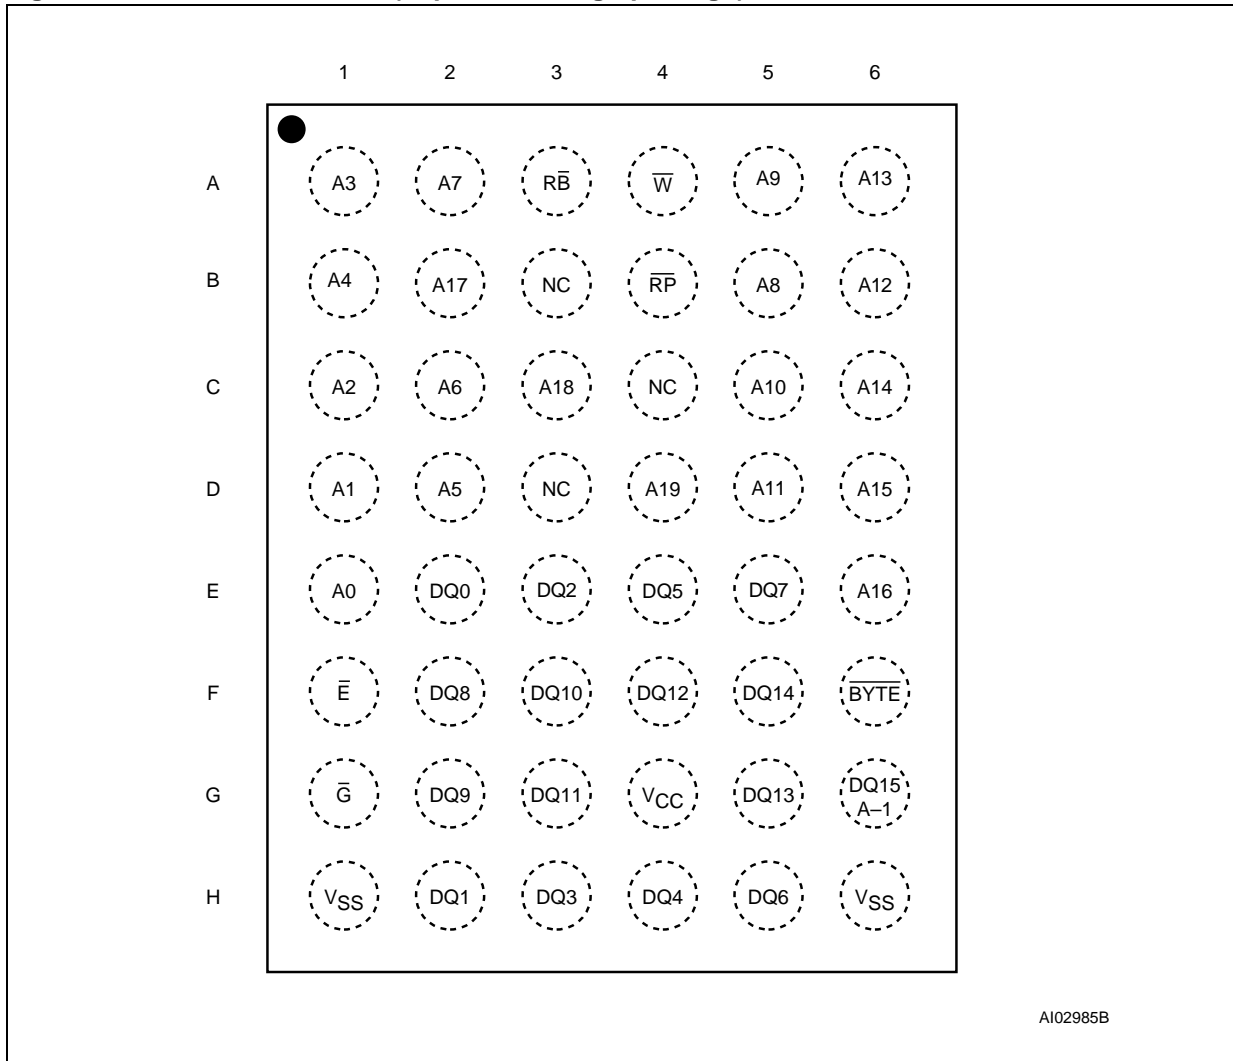 1 2 3 4 5 6
A A3 A7 RB̅ W̅ A9 A13
B A4 A17 NC R̅P̅ A8 A12
C A2 A6 A18 NC A10 A14
D A1 A5 NC A19 A11 A15
E A0 DQ0 DQ2 DQ5 DQ7 A16
F E̅ DQ8 DQ10 DQ12 DQ14 B̅Y̅T̅E̅
G G̅ DQ9 DQ11 VCC DQ13 DQ15
A–1
H VSS DQ1 DQ3 DQ4 DQ6 VSS
AI02985B